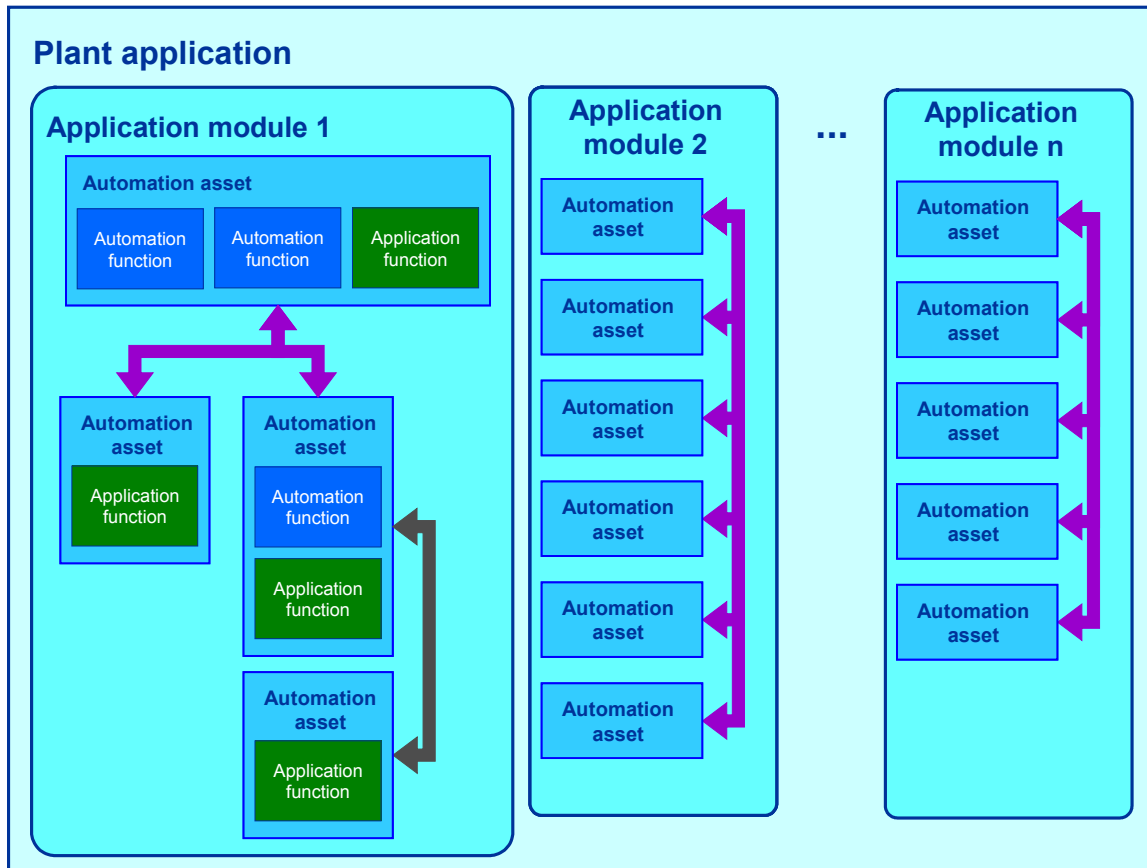 Plant application
Application module 1
Automation asset
Automation
function
Automation
function
Application
function
Automation
asset
Application
function
Automation
asset
Automation
function
Application
function
Automation
asset
Application
function
Application
module 2
Automation
asset
Automation
asset
Automation
asset
Automation
asset
Automation
asset
Automation
asset
...
Application
module n
Automation
asset
Automation
asset
Automation
asset
Automation
asset
Automation
asset